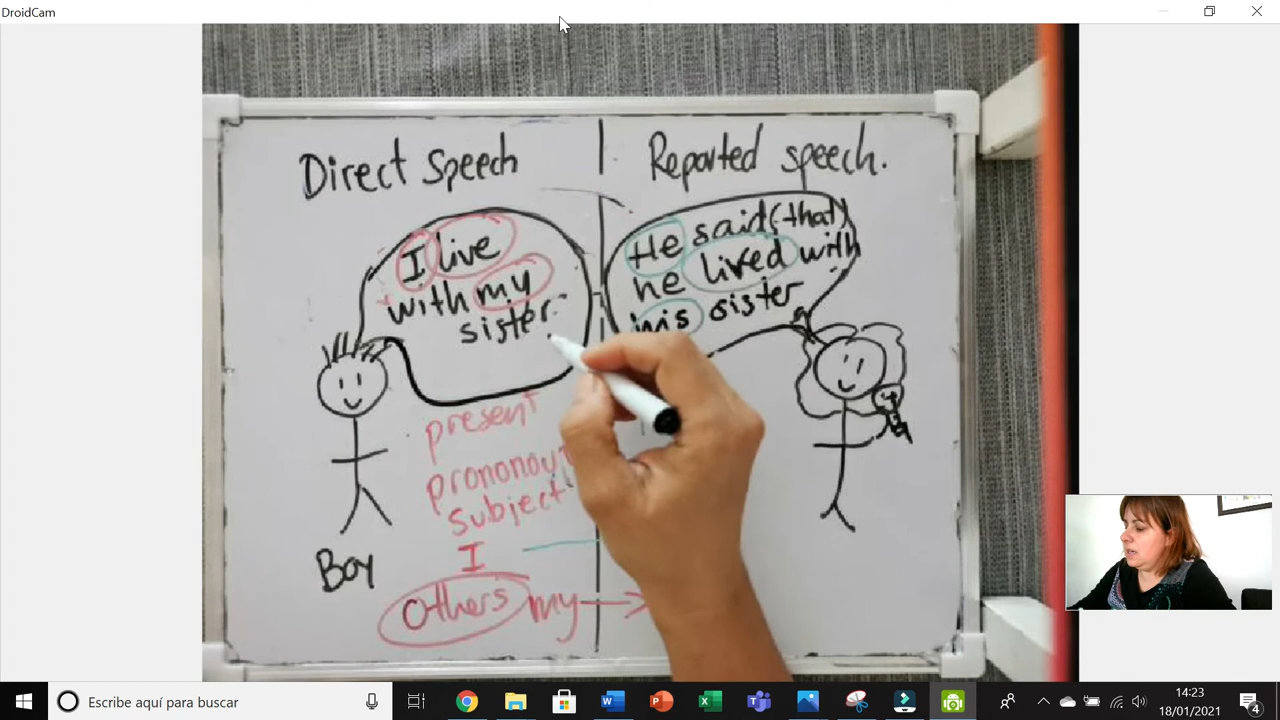 DroidCam
Direct Speech
Reported speech.
I live
with my
sister.
He said (that)
he lived with
his sister
present
subject
I
others my
Boy
Escribe aquí para buscar
14:23
18/01/2021
4